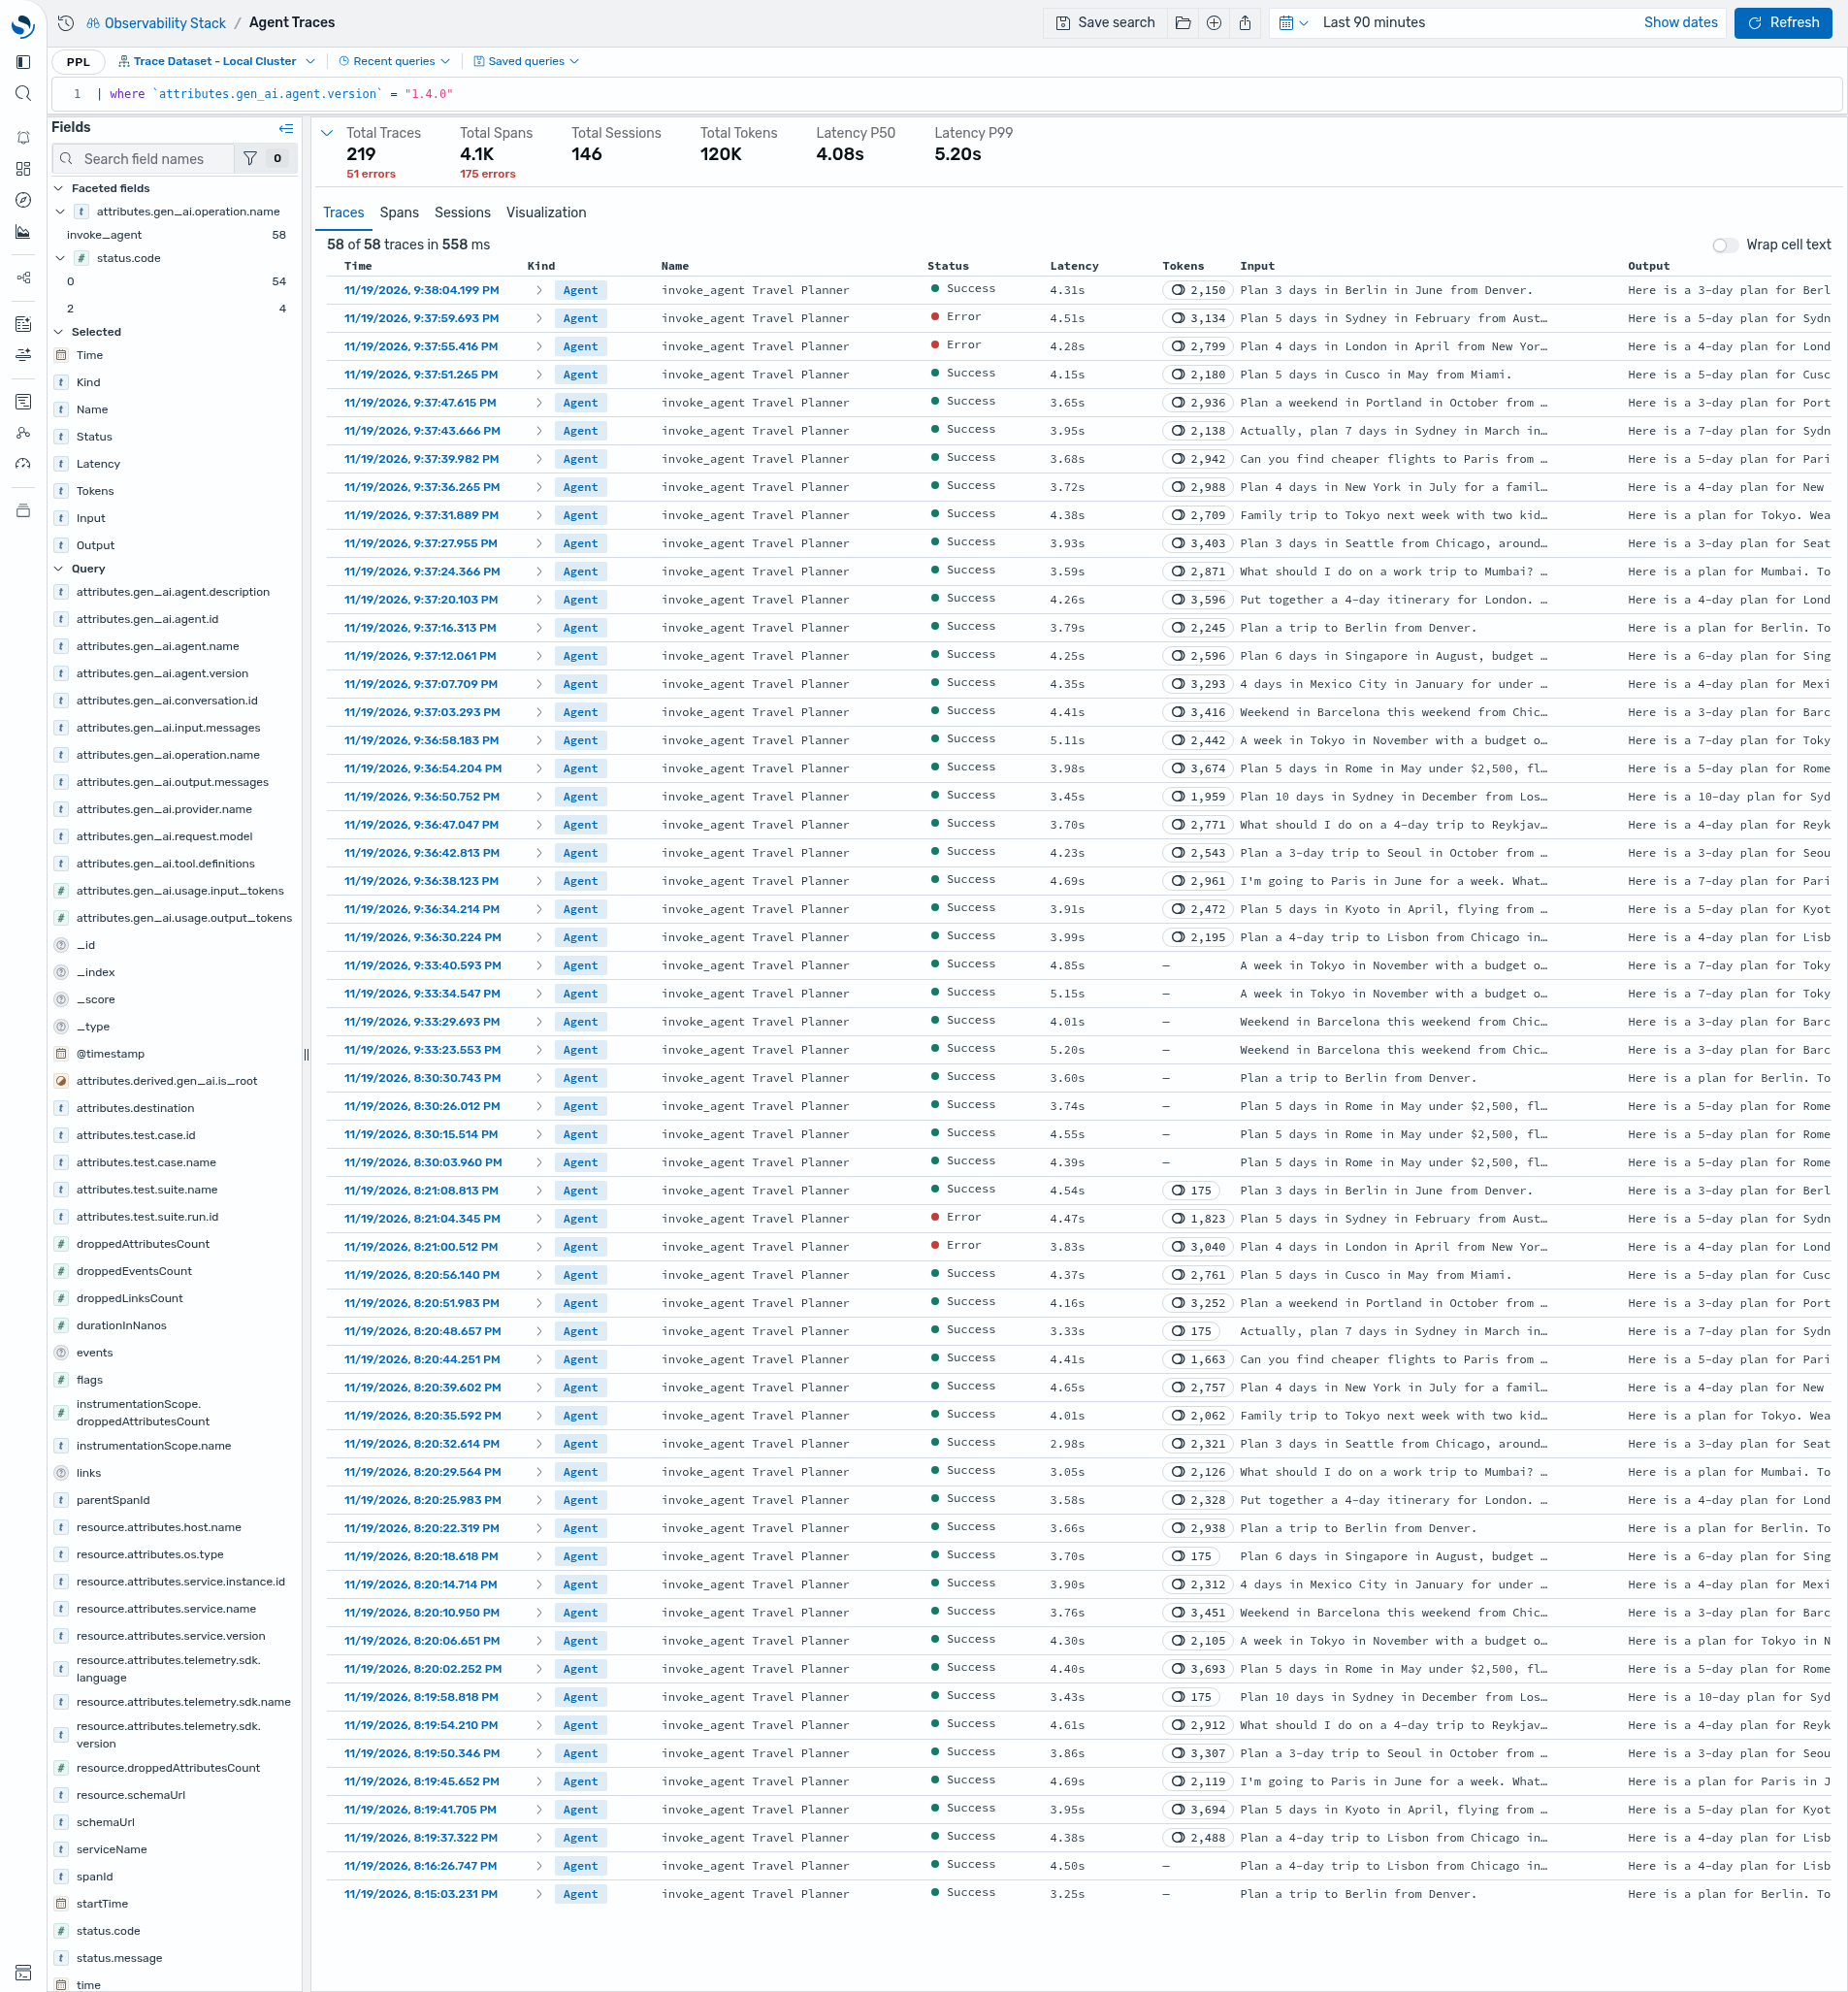 Observability Stack / Agent Traces
Save search
Last 90 minutes
Show dates
Refresh
PPL
Trace Dataset - Local Cluster
Recent queries
Saved queries
1 | where `attributes.gen_ai.agent.version` = "1.4.0"
Fields
Search field names
0
Faceted fields
attributes.gen_ai.operation.name
invoke_agent 58
status.code
0 54
2 4
Selected
Time
Kind
Name
Status
Latency
Tokens
Input
Output
Query
attributes.gen_ai.agent.description
attributes.gen_ai.agent.id
attributes.gen_ai.agent.name
attributes.gen_ai.agent.version
attributes.gen_ai.conversation.id
attributes.gen_ai.input.messages
attributes.gen_ai.operation.name
attributes.gen_ai.output.messages
attributes.gen_ai.provider.name
attributes.gen_ai.request.model
attributes.gen_ai.tool.definitions
attributes.gen_ai.usage.input_tokens
attributes.gen_ai.usage.output_tokens
_id
_index
_score
_type
@timestamp
attributes.derived.gen_ai.is_root
attributes.destination
attributes.test.case.id
attributes.test.case.name
attributes.test.suite.name
attributes.test.suite.run.id
droppedAttributesCount
droppedEventsCount
droppedLinksCount
durationInNanos
events
flags
instrumentationScope.
droppedAttributesCount
instrumentationScope.name
links
parentSpanId
resource.attributes.host.name
resource.attributes.os.type
resource.attributes.service.instance.id
resource.attributes.service.name
resource.attributes.service.version
resource.attributes.telemetry.sdk.
language
resource.attributes.telemetry.sdk.name
resource.attributes.telemetry.sdk.
version
resource.droppedAttributesCount
resource.schemaUrl
schemaUrl
serviceName
spanId
startTime
status.code
status.message
time
Total Traces Total Spans Total Sessions Total Tokens Latency P50 Latency P99
219 4.1K 146 120K 4.08s 5.20s
51 errors 175 errors
Traces Spans Sessions Visualization
58 of 58 traces in 558 ms
Wrap cell text
Time Kind Name Status Latency Tokens Input Output
11/19/2026, 9:38:04.199 PM Agent invoke_agent Travel Planner Success 4.31s 2,150 Plan 3 days in Berlin in June from Denver. Here is a 3-day plan for Berl
11/19/2026, 9:37:59.693 PM Agent invoke_agent Travel Planner Error 4.51s 3,134 Plan 5 days in Sydney in February from Aust… Here is a 5-day plan for Sydn
11/19/2026, 9:37:55.416 PM Agent invoke_agent Travel Planner Error 4.28s 2,799 Plan 4 days in London in April from New Yor… Here is a 4-day plan for Lond
11/19/2026, 9:37:51.265 PM Agent invoke_agent Travel Planner Success 4.15s 2,180 Plan 5 days in Cusco in May from Miami. Here is a 5-day plan for Cusc
11/19/2026, 9:37:47.615 PM Agent invoke_agent Travel Planner Success 3.65s 2,936 Plan a weekend in Portland in October from … Here is a 3-day plan for Port
11/19/2026, 9:37:43.666 PM Agent invoke_agent Travel Planner Success 3.95s 2,138 Actually, plan 7 days in Sydney in March in… Here is a 7-day plan for Sydn
11/19/2026, 9:37:39.982 PM Agent invoke_agent Travel Planner Success 3.68s 2,942 Can you find cheaper flights to Paris from … Here is a 5-day plan for Pari
11/19/2026, 9:37:36.265 PM Agent invoke_agent Travel Planner Success 3.72s 2,988 Plan 4 days in New York in July for a famil… Here is a 4-day plan for New
11/19/2026, 9:37:31.889 PM Agent invoke_agent Travel Planner Success 4.38s 2,709 Family trip to Tokyo next week with two kid… Here is a plan for Tokyo. Wea
11/19/2026, 9:37:27.955 PM Agent invoke_agent Travel Planner Success 3.93s 3,403 Plan 3 days in Seattle from Chicago, around… Here is a 3-day plan for Seat
11/19/2026, 9:37:24.366 PM Agent invoke_agent Travel Planner Success 3.59s 2,871 What should I do on a work trip to Mumbai? … Here is a plan for Mumbai. To
11/19/2026, 9:37:20.103 PM Agent invoke_agent Travel Planner Success 4.26s 3,596 Put together a 4-day itinerary for London. … Here is a 4-day plan for Lond
11/19/2026, 9:37:16.313 PM Agent invoke_agent Travel Planner Success 3.79s 2,245 Plan a trip to Berlin from Denver. Here is a plan for Berlin. To
11/19/2026, 9:37:12.061 PM Agent invoke_agent Travel Planner Success 4.25s 2,596 Plan 6 days in Singapore in August, budget … Here is a 6-day plan for Sing
11/19/2026, 9:37:07.709 PM Agent invoke_agent Travel Planner Success 4.35s 3,293 4 days in Mexico City in January for under … Here is a 4-day plan for Mexi
11/19/2026, 9:37:03.293 PM Agent invoke_agent Travel Planner Success 4.41s 3,416 Weekend in Barcelona this weekend from Chic… Here is a 3-day plan for Barc
11/19/2026, 9:36:58.183 PM Agent invoke_agent Travel Planner Success 5.11s 2,442 A week in Tokyo in November with a budget o… Here is a 7-day plan for Toky
11/19/2026, 9:36:54.204 PM Agent invoke_agent Travel Planner Success 3.98s 3,674 Plan 5 days in Rome in May under $2,500, fl… Here is a 5-day plan for Rome
11/19/2026, 9:36:50.752 PM Agent invoke_agent Travel Planner Success 3.45s 1,959 Plan 10 days in Sydney in December from Los… Here is a 10-day plan for Syd
11/19/2026, 9:36:47.047 PM Agent invoke_agent Travel Planner Success 3.70s 2,771 What should I do on a 4-day trip to Reykjav… Here is a 4-day plan for Reyk
11/19/2026, 9:36:42.813 PM Agent invoke_agent Travel Planner Success 4.23s 2,543 Plan a 3-day trip to Seoul in October from … Here is a 3-day plan for Seou
11/19/2026, 9:36:38.123 PM Agent invoke_agent Travel Planner Success 4.69s 2,961 I'm going to Paris in June for a week. What… Here is a 7-day plan for Pari
11/19/2026, 9:36:34.214 PM Agent invoke_agent Travel Planner Success 3.91s 2,472 Plan 5 days in Kyoto in April, flying from … Here is a 5-day plan for Kyot
11/19/2026, 9:36:30.224 PM Agent invoke_agent Travel Planner Success 3.99s 2,195 Plan a 4-day trip to Lisbon from Chicago in… Here is a 4-day plan for Lisb
11/19/2026, 9:33:40.593 PM Agent invoke_agent Travel Planner Success 4.85s – A week in Tokyo in November with a budget o… Here is a 7-day plan for Toky
11/19/2026, 9:33:34.547 PM Agent invoke_agent Travel Planner Success 5.15s – A week in Tokyo in November with a budget o… Here is a 7-day plan for Toky
11/19/2026, 9:33:29.693 PM Agent invoke_agent Travel Planner Success 4.01s – Weekend in Barcelona this weekend from Chic… Here is a 3-day plan for Barc
11/19/2026, 9:33:23.553 PM Agent invoke_agent Travel Planner Success 5.20s – Weekend in Barcelona this weekend from Chic… Here is a 3-day plan for Barc
11/19/2026, 8:30:30.743 PM Agent invoke_agent Travel Planner Success 3.60s – Plan a trip to Berlin from Denver. Here is a plan for Berlin. To
11/19/2026, 8:30:26.012 PM Agent invoke_agent Travel Planner Success 3.74s – Plan 5 days in Rome in May under $2,500, fl… Here is a 5-day plan for Rome
11/19/2026, 8:30:15.514 PM Agent invoke_agent Travel Planner Success 4.55s – Plan 5 days in Rome in May under $2,500, fl… Here is a 5-day plan for Rome
11/19/2026, 8:30:03.960 PM Agent invoke_agent Travel Planner Success 4.39s – Plan 5 days in Rome in May under $2,500, fl… Here is a 5-day plan for Rome
11/19/2026, 8:21:08.813 PM Agent invoke_agent Travel Planner Success 4.54s 175 Plan 3 days in Berlin in June from Denver. Here is a 3-day plan for Berl
11/19/2026, 8:21:04.345 PM Agent invoke_agent Travel Planner Error 4.47s 1,823 Plan 5 days in Sydney in February from Aust… Here is a 5-day plan for Sydn
11/19/2026, 8:21:00.512 PM Agent invoke_agent Travel Planner Error 3.83s 3,040 Plan 4 days in London in April from New Yor… Here is a 4-day plan for Lond
11/19/2026, 8:20:56.140 PM Agent invoke_agent Travel Planner Success 4.37s 2,761 Plan 5 days in Cusco in May from Miami. Here is a 5-day plan for Cusc
11/19/2026, 8:20:51.983 PM Agent invoke_agent Travel Planner Success 4.16s 3,252 Plan a weekend in Portland in October from … Here is a 3-day plan for Port
11/19/2026, 8:20:48.657 PM Agent invoke_agent Travel Planner Success 3.33s 175 Actually, plan 7 days in Sydney in March in… Here is a 7-day plan for Sydn
11/19/2026, 8:20:44.251 PM Agent invoke_agent Travel Planner Success 4.41s 1,663 Can you find cheaper flights to Paris from … Here is a 5-day plan for Pari
11/19/2026, 8:20:39.602 PM Agent invoke_agent Travel Planner Success 4.65s 2,757 Plan 4 days in New York in July for a famil… Here is a 4-day plan for New
11/19/2026, 8:20:35.592 PM Agent invoke_agent Travel Planner Success 4.01s 2,062 Family trip to Tokyo next week with two kid… Here is a plan for Tokyo. Wea
11/19/2026, 8:20:32.614 PM Agent invoke_agent Travel Planner Success 2.98s 2,321 Plan 3 days in Seattle from Chicago, around… Here is a 3-day plan for Seat
11/19/2026, 8:20:29.564 PM Agent invoke_agent Travel Planner Success 3.05s 2,126 What should I do on a work trip to Mumbai? … Here is a plan for Mumbai. To
11/19/2026, 8:20:25.983 PM Agent invoke_agent Travel Planner Success 3.58s 2,328 Put together a 4-day itinerary for London. … Here is a 4-day plan for Lond
11/19/2026, 8:20:22.319 PM Agent invoke_agent Travel Planner Success 3.66s 2,938 Plan a trip to Berlin from Denver. Here is a plan for Berlin. To
11/19/2026, 8:20:18.618 PM Agent invoke_agent Travel Planner Success 3.70s 175 Plan 6 days in Singapore in August, budget … Here is a 6-day plan for Sing
11/19/2026, 8:20:14.714 PM Agent invoke_agent Travel Planner Success 3.90s 2,312 4 days in Mexico City in January for under … Here is a 4-day plan for Mexi
11/19/2026, 8:20:10.950 PM Agent invoke_agent Travel Planner Success 3.76s 3,451 Weekend in Barcelona this weekend from Chic… Here is a 3-day plan for Barc
11/19/2026, 8:20:06.651 PM Agent invoke_agent Travel Planner Success 4.30s 2,105 A week in Tokyo in November with a budget o… Here is a plan for Tokyo in N
11/19/2026, 8:20:02.252 PM Agent invoke_agent Travel Planner Success 4.40s 3,693 Plan 5 days in Rome in May under $2,500, fl… Here is a 5-day plan for Rome
11/19/2026, 8:19:58.818 PM Agent invoke_agent Travel Planner Success 3.43s 175 Plan 10 days in Sydney in December from Los… Here is a 10-day plan for Syd
11/19/2026, 8:19:54.210 PM Agent invoke_agent Travel Planner Success 4.61s 2,912 What should I do on a 4-day trip to Reykjav… Here is a 4-day plan for Reyk
11/19/2026, 8:19:50.346 PM Agent invoke_agent Travel Planner Success 3.86s 3,307 Plan a 3-day trip to Seoul in October from … Here is a 3-day plan for Seou
11/19/2026, 8:19:45.652 PM Agent invoke_agent Travel Planner Success 4.69s 2,119 I'm going to Paris in June for a week. What… Here is a plan for Paris in J
11/19/2026, 8:19:41.705 PM Agent invoke_agent Travel Planner Success 3.95s 3,694 Plan 5 days in Kyoto in April, flying from … Here is a 5-day plan for Kyot
11/19/2026, 8:19:37.322 PM Agent invoke_agent Travel Planner Success 4.38s 2,488 Plan a 4-day trip to Lisbon from Chicago in… Here is a 4-day plan for Lisb
11/19/2026, 8:16:26.747 PM Agent invoke_agent Travel Planner Success 4.50s – Plan a 4-day trip to Lisbon from Chicago in… Here is a 4-day plan for Lisb
11/19/2026, 8:15:03.231 PM Agent invoke_agent Travel Planner Success 3.25s – Plan a trip to Berlin from Denver. Here is a plan for Berlin. To